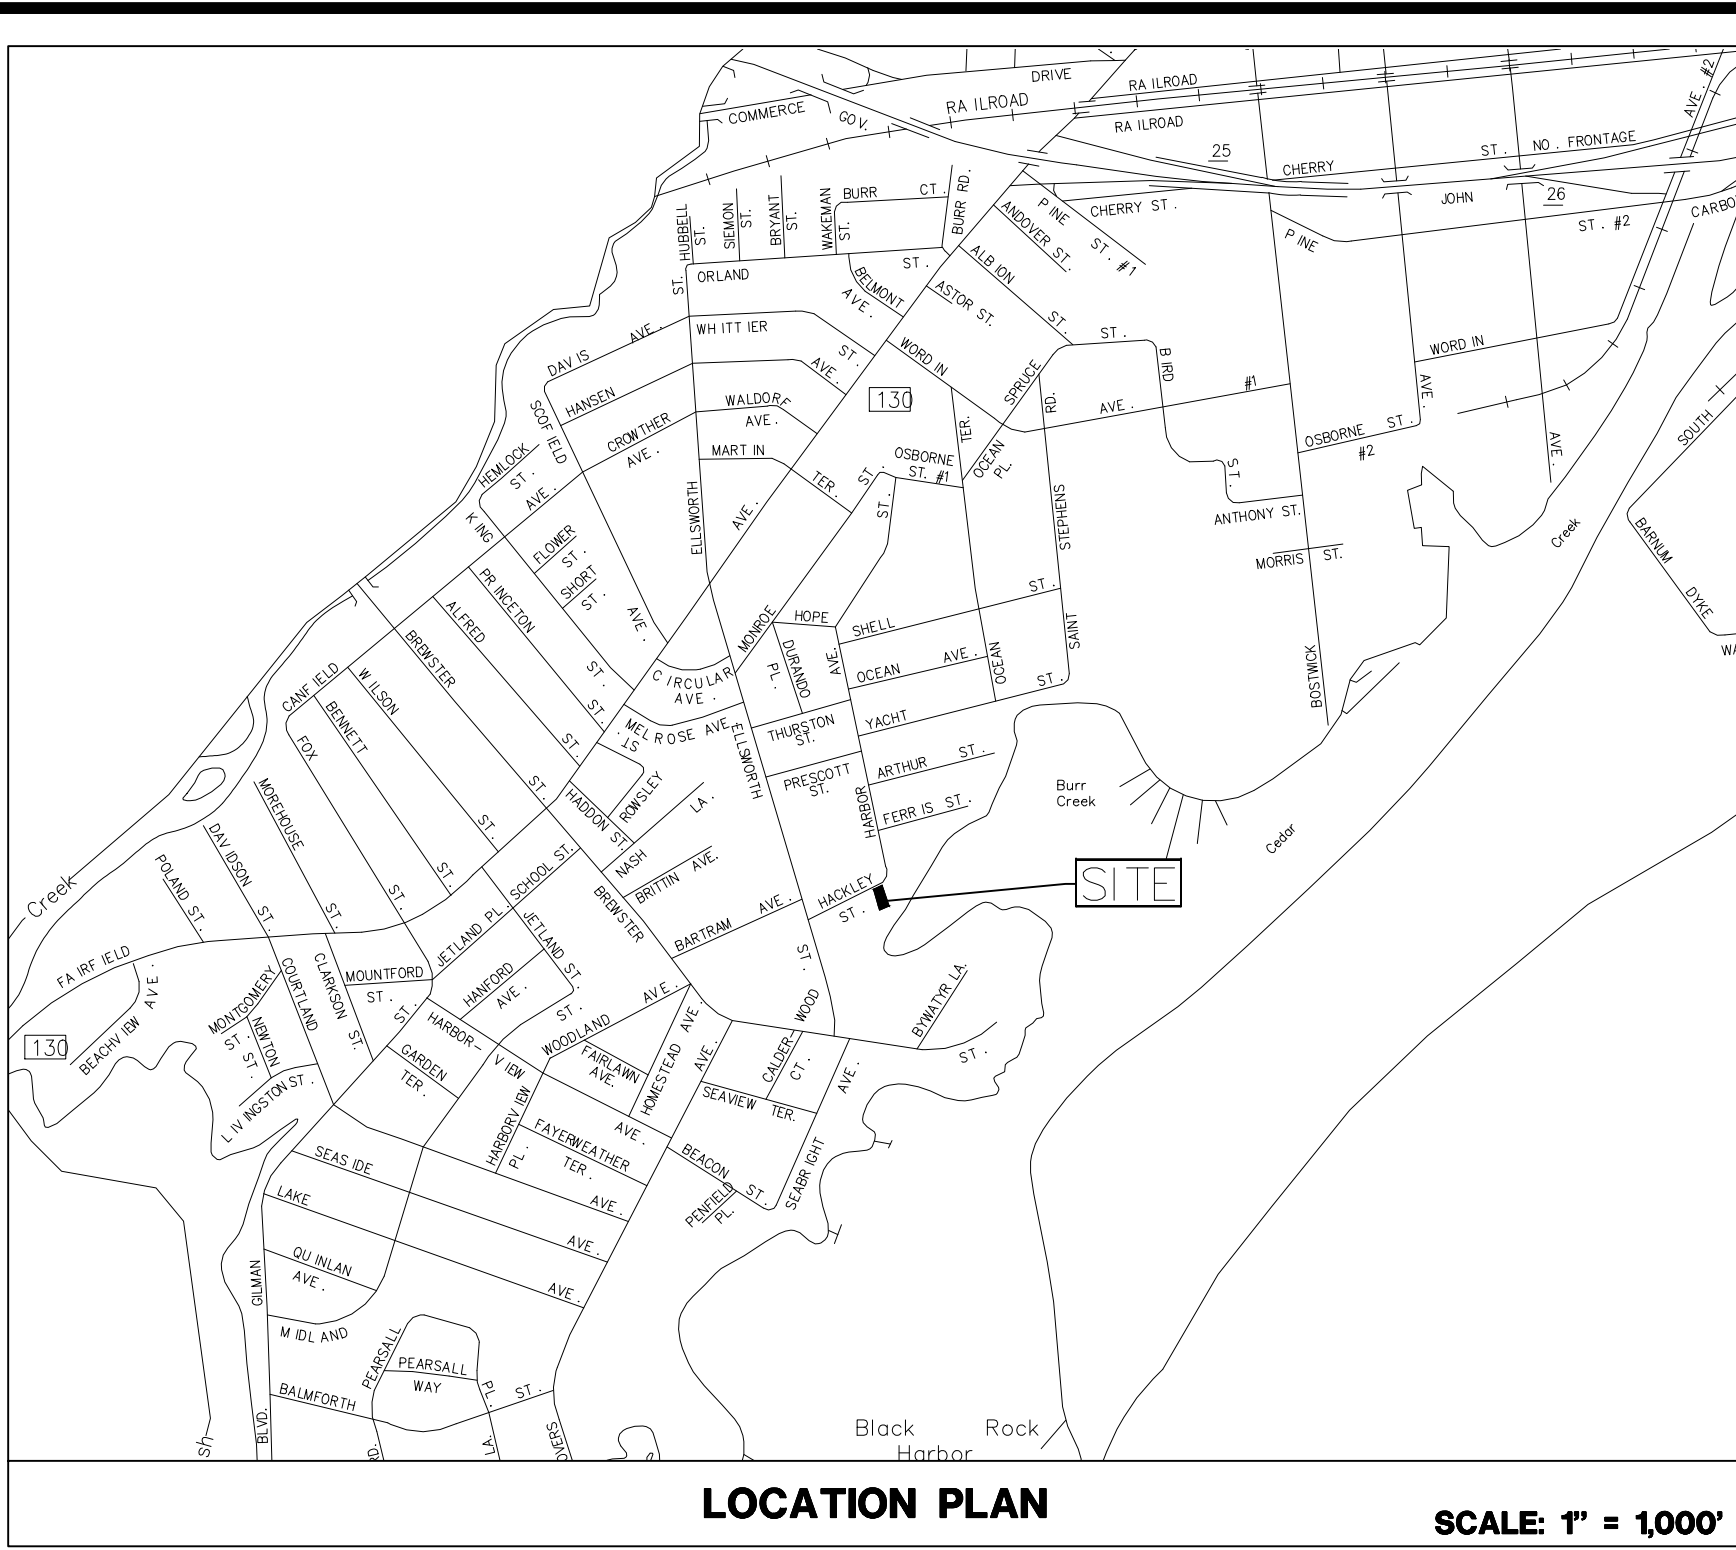 DRIVE
RAILROAD
RAILROAD
COMMERCE
GOV.
RAILROAD
AVE. #2
25
CHERRY
ST.
NO. FRONTAGE
JOHN
26
CHERRY ST.
PINE
ST. #2
PINE
ST. #1
ANDOVER ST.
HUBBELL
ST.
SIEMON
ST.
BRYANT
ST.
WAKEMAN
ST.
BURR
CT.
BURR RD.
ST.
ORLAND
ST.
BELMONT
AVE.
ALBION
ST.
ASTOR ST.
DAVIS
AVE.
WHITTIER
ST.
WORDIN
ST.
BIRD
ST.
WORDIN
AVE.
HANSEN
AVE.
130
SPRUCE
RD.
AVE.
#1
SCOFIELD
CROWTHER
AVE.
WALDORF
AVE.
MARTIN
TER.
TER.
OSBORNE
ST. #1
ST.
OCEAN
PL.
OSBORNE
ST.
#2
AVE.
SOUTH
HEMLOCK
ST.
AVE.
KING
ELLSWORTH
AVE.
ST.
STEPHENS
ANTHONY ST.
MORRIS ST.
Creek
BARNUM
DYKE
FLOWER
ST.
SHORT
ST.
PRINCETON
ALFRED
AVE.
MONROE
HOPE
SHELL
ST.
SAINT
BREWSTER
WILSON
CANFIELD
BENNETT
FOX
ST.
ST.
CIRCULAR
AVE.
DURANDO
PL.
AVE.
OCEAN
AVE.
OCEAN
ST.
BOSTWICK
MELROSE AVE.
THURSTON
ST.
YACHT
ST.
ELLSWORTH
PRESCOTT
ST.
ARTHUR
ST.
ROWSLEY
ST.
HADDON ST.
LA.
NASH
HARBOR
FERRIS ST.
Burr
Creek
Cedar
MOREHOUSE
ST.
DAVIDSON
ST.
POLAND ST.
ST.
ST.
ST.
ST.
SCHOOL ST.
BRITTIN AVE.
BREWSTER
BARTRAM
AVE.
HACKLEY
ST.
SITE
Creek
FAIRFIELD
AVE.
JETLAND PL.
JETLAND ST.
MOUNTFORD
ST.
CLARKSON
ST.
COURTLAND
MONTGOMERY
ST.
NEWTON
ST.
HANFORD
AVE.
ST.
WOODLAND
AVE.
WOOD
ST.
BYWATYR LA.
ST.
130
BEACHVIEW
LIVINGSTON ST.
ST.
HARBOR-
VIEW
AVE.
GARDEN
TER.
FAIRLAWN
AVE.
HOMESTEAD
AVE.
AVE.
CALDER
CT.
SEAVIEW
TER.
AVE.
SEABRIGHT
HARBORVIEW
PL.
FAYERWEATHER
TER.
BEACON
ST.
PENFIELD
PL.
SEASIDE
AVE.
LAKE
AVE.
QUINLAN
AVE.
AVE.
GILMAN
BLVD.
MIDLAND
PEARSALL
PEARSALL
WAY
PL.
BALMFORTH
ST.
LA.
Black Rock
Harbor
LOCATION PLAN
SCALE: 1” = 1,000’